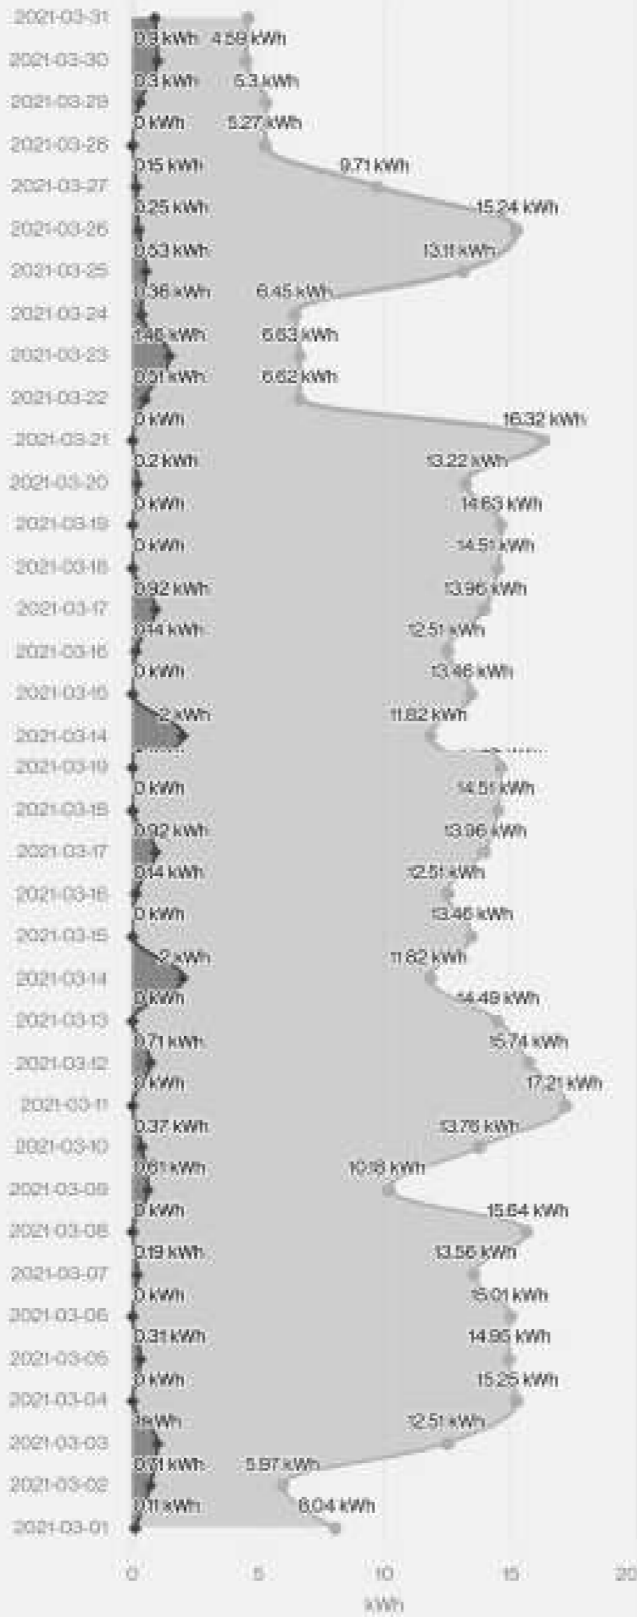 2021-03-31
0.9 kWh 4.59 kWh
2021-03-30
0.3 kWh 5.3 kWh
2021-03-29
0 kWh 5.27 kWh
2021-03-28
0.15 kWh 9.71 kWh
2021-03-27
0.25 kWh 15.24 kWh
2021-03-26
0.53 kWh 13.11 kWh
2021-03-25
0.36 kWh 6.45 kWh
2021-03-24
1.46 kWh 6.63 kWh
2021-03-23
0.51 kWh 6.62 kWh
2021-03-22
0 kWh 16.32 kWh
2021-03-21
0.2 kWh 13.22 kWh
2021-03-20
0 kWh 14.63 kWh
2021-03-19
0 kWh 14.51 kWh
2021-03-18
0.92 kWh 13.96 kWh
2021-03-17
0.14 kWh 12.51 kWh
2021-03-16
0 kWh 13.46 kWh
2021-03-15
2 kWh 11.82 kWh
2021-03-14
2021-03-19
0 kWh 14.51 kWh
2021-03-18
0.92 kWh 13.96 kWh
2021-03-17
0.14 kWh 12.51 kWh
2021-03-16
0 kWh 13.46 kWh
2021-03-15
2 kWh 11.82 kWh
2021-03-14
0 kWh 14.49 kWh
2021-03-13
0.71 kWh 15.74 kWh
2021-03-12
0 kWh 17.21 kWh
2021-03-11
0.37 kWh 13.76 kWh
2021-03-10
0.61 kWh 10.18 kWh
2021-03-09
0 kWh 15.64 kWh
2021-03-08
0.19 kWh 13.56 kWh
2021-03-07
0 kWh 15.01 kWh
2021-03-06
0.31 kWh 14.95 kWh
2021-03-05
0 kWh 15.25 kWh
2021-03-04
1 kWh 12.51 kWh
2021-03-03
0.71 kWh 5.97 kWh
2021-03-02
0.11 kWh 8.04 kWh
2021-03-01
0 5 10 15 20
kWh